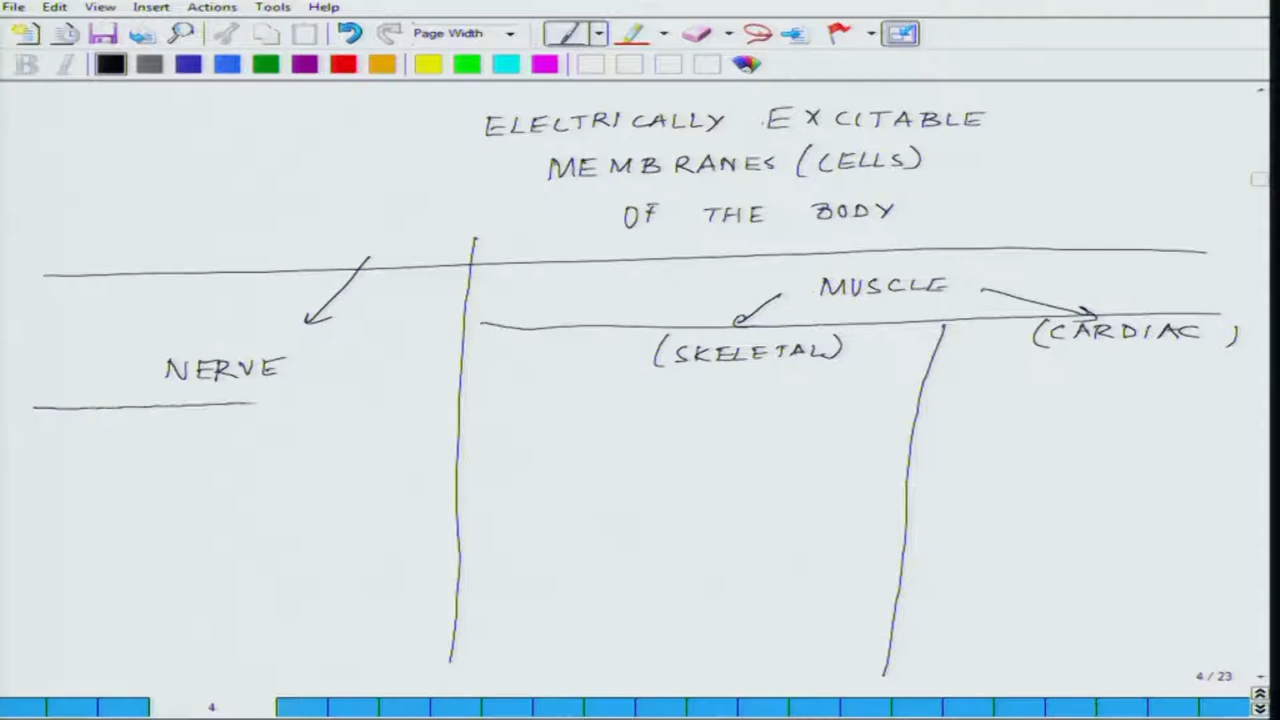 File Edit View Insert Actions Tools Help
Page Width
B I
ELECTRICALLY EXCITABLE
MEMBRANES (CELLS)
OF THE BODY
MUSCLE
(SKELETAL) (CARDIAC)
NERVE
4 / 23
4